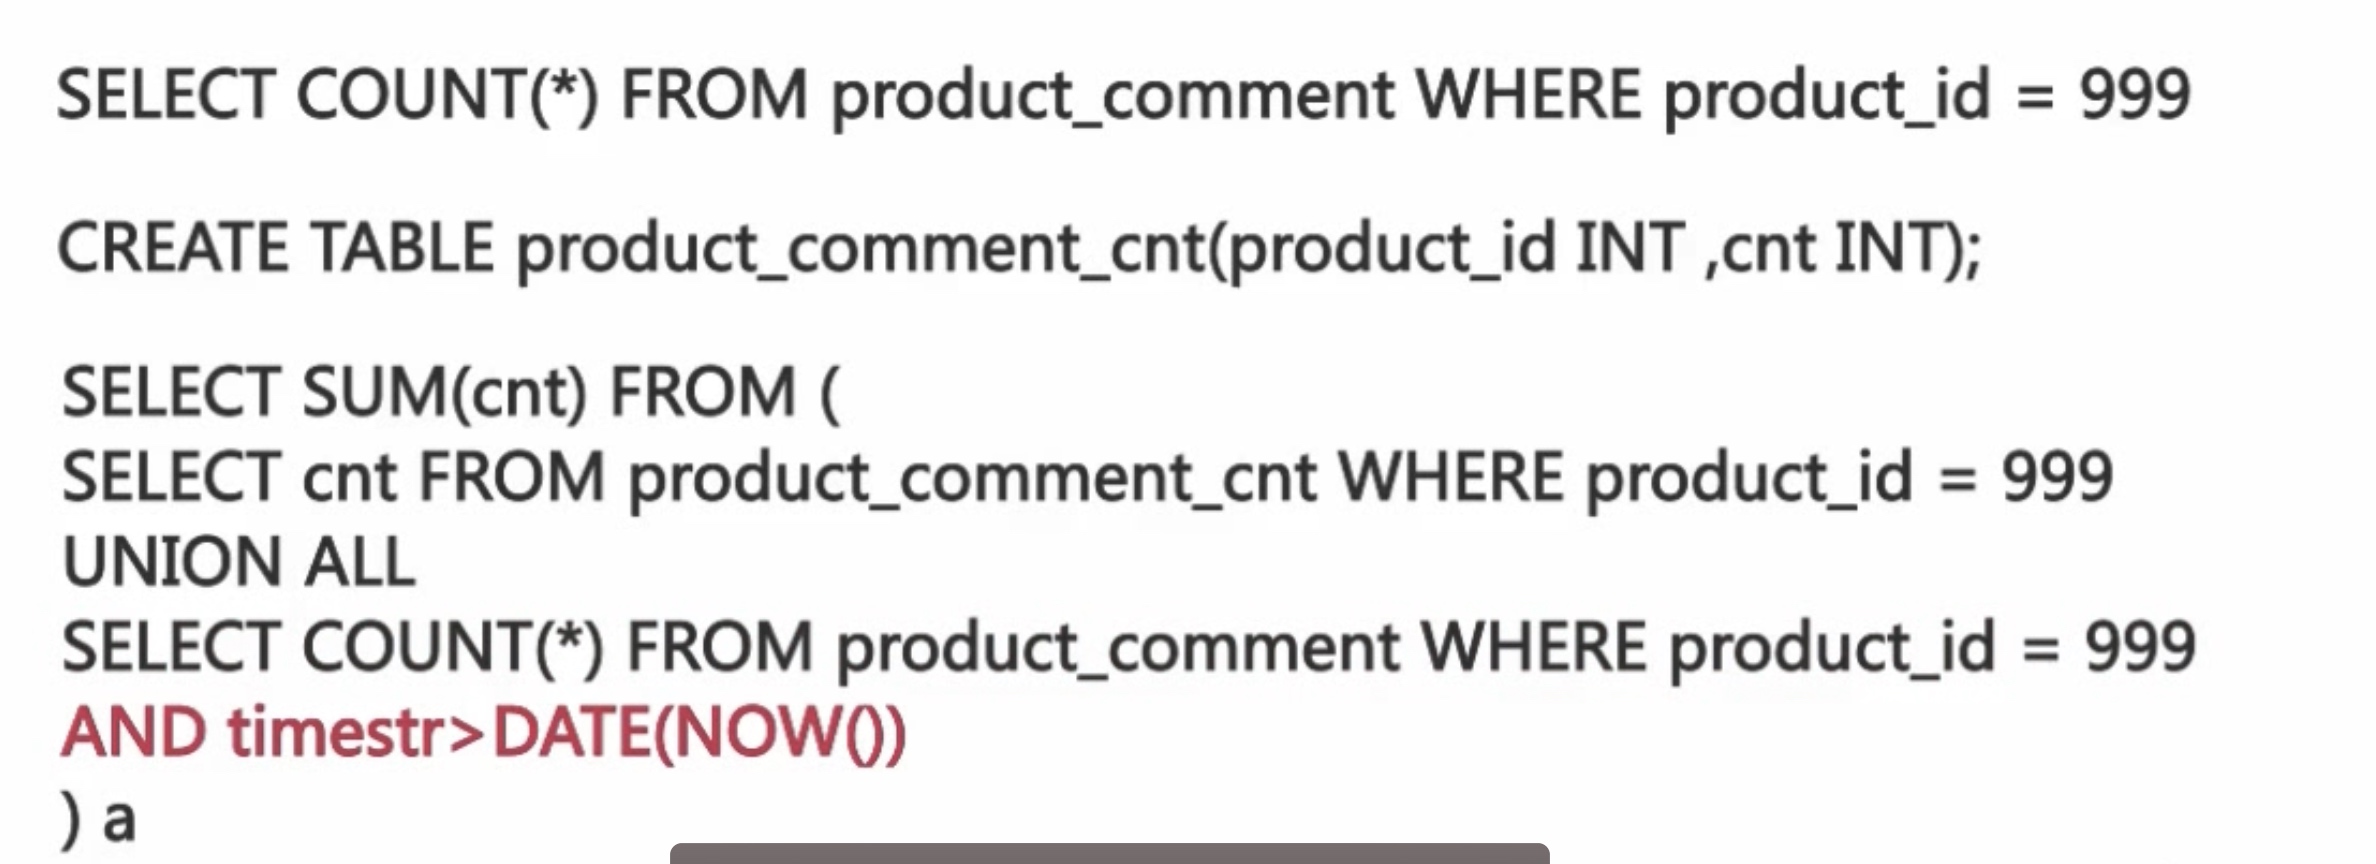 SELECT COUNT(*) FROM product_comment WHERE product_id = 999
CREATE TABLE product_comment_cnt(product_id INT ,cnt INT);
SELECT SUM(cnt) FROM (
SELECT cnt FROM product_comment_cnt WHERE product_id = 999
UNION ALL
SELECT COUNT(*) FROM product_comment WHERE product_id = 999
AND timestr>DATE(NOW())
) a